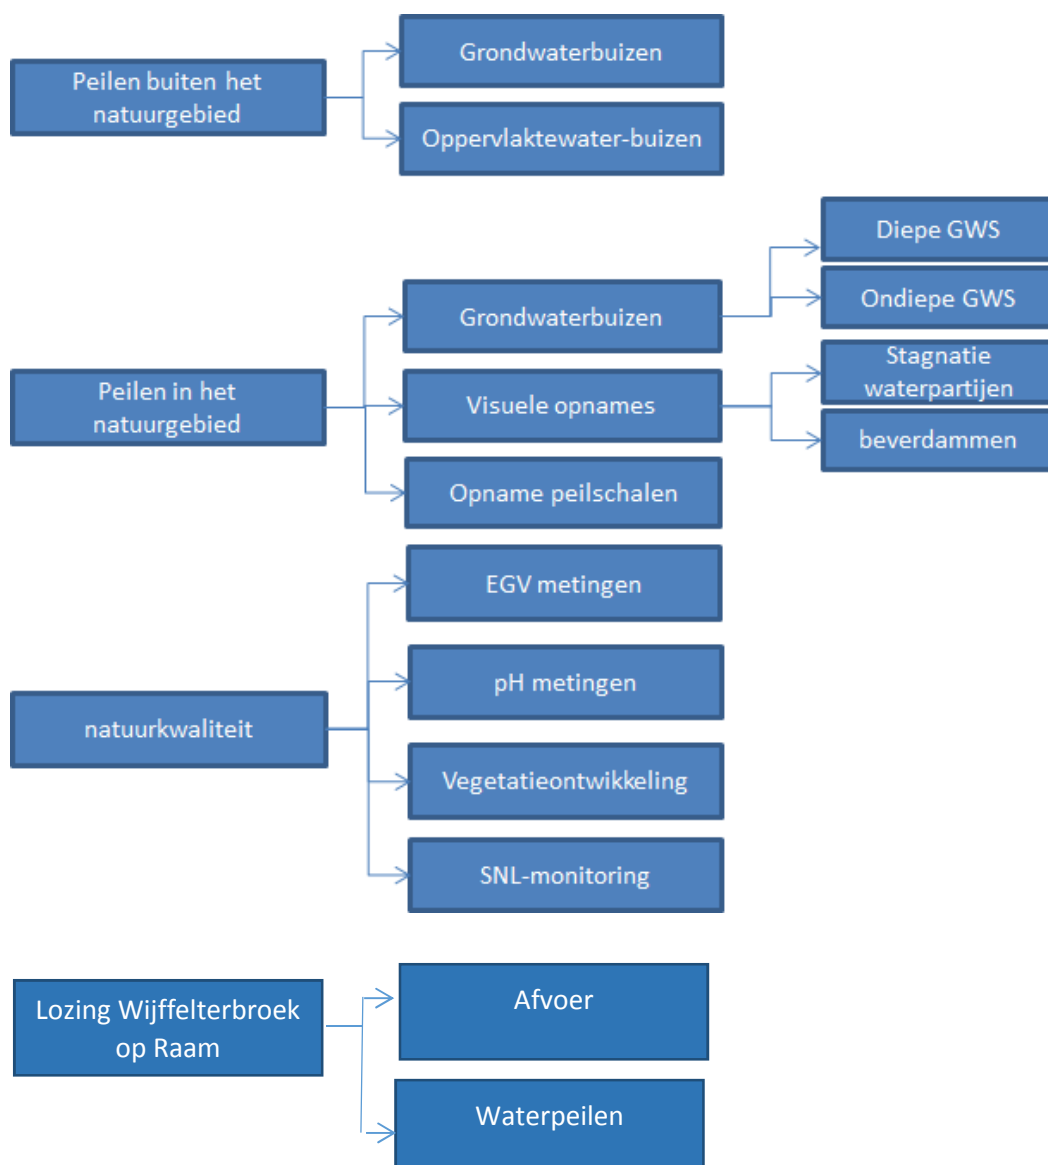 Peilen buiten het
natuurgebied
Grondwaterbuizen
Oppervlaktewater-buizen
Peilen in het
natuurgebied
Grondwaterbuizen
Diepe GWS
Ondiepe GWS
Visuele opnames
Stagnatie
waterpartijen
beverdammen
Opname peilschalen
natuurkwaliteit
EGV metingen
pH metingen
Vegetatieontwikkeling
SNL-monitoring
Lozing Wijffelterbroek
op Raam
Afvoer
Waterpeilen